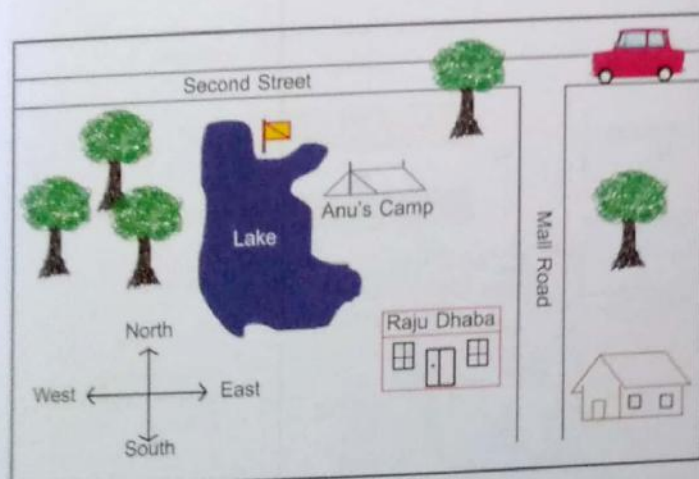 Second Street
Anu's Camp
Lake
Mall Road
Raju Dhaba
North
West
East
South